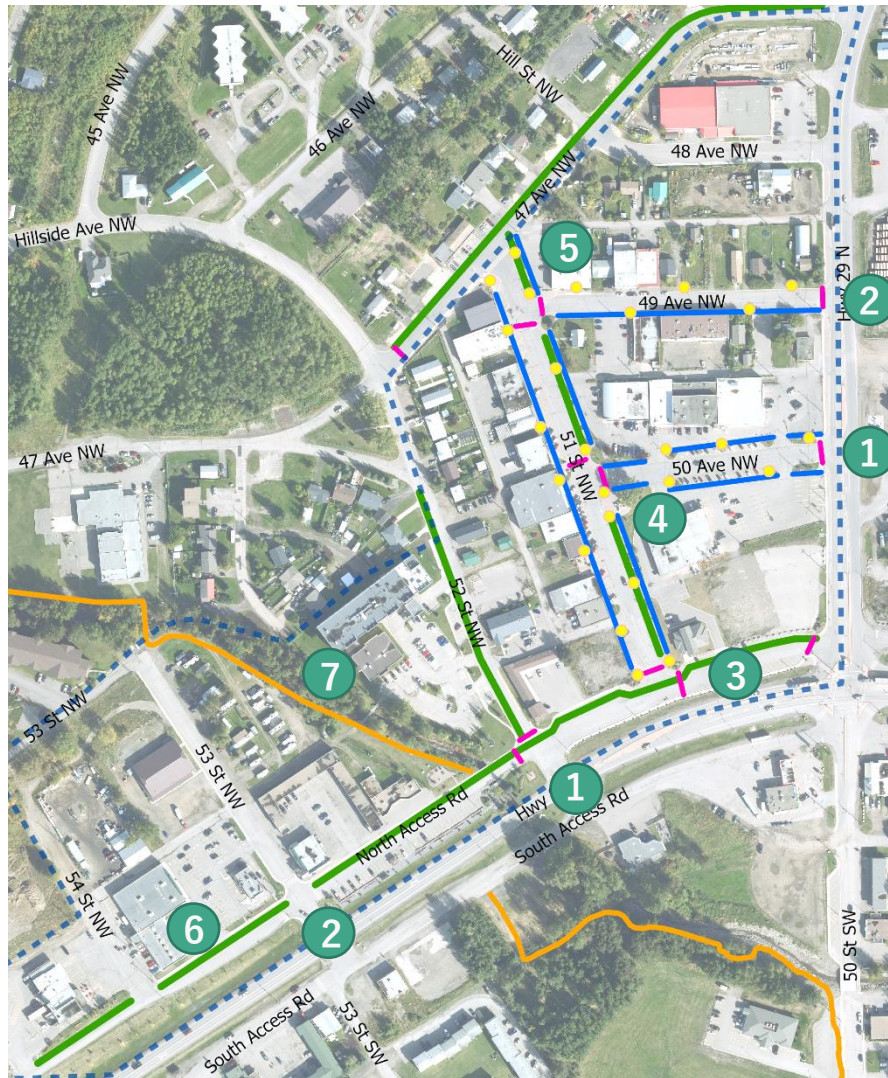 Hill St NW
45 Ave NW
46 Ave NW
47 Ave NW
48 Ave NW
Hillside Ave NW
5
49 Ave NW
Hwy 29 N
2
1
51 St NW
50 Ave NW
47 Ave NW
4
52 St NW
7
3
53 St NW
53 St NW
1
Hwy
North Access Rd
South Access Rd
54 St NW
6
2
50 St SW
South Access Rd
53 St SW